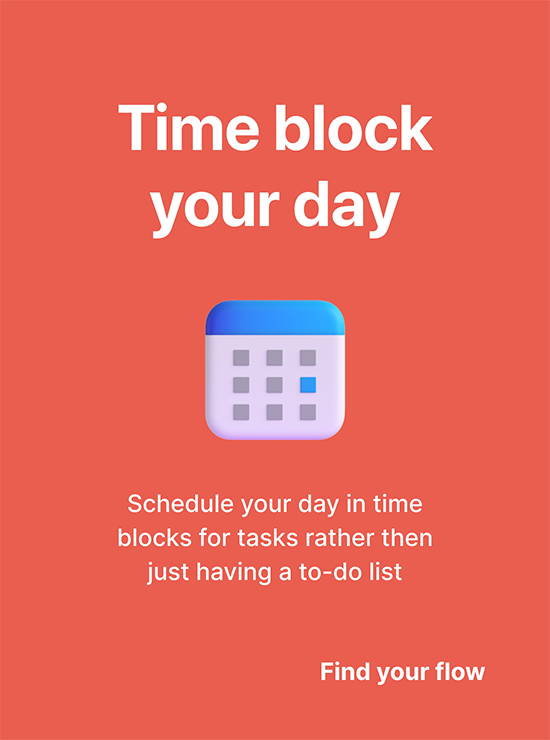 Time block
your day
Schedule your day in time
blocks for tasks rather then
just having a to-do list
Find your flow